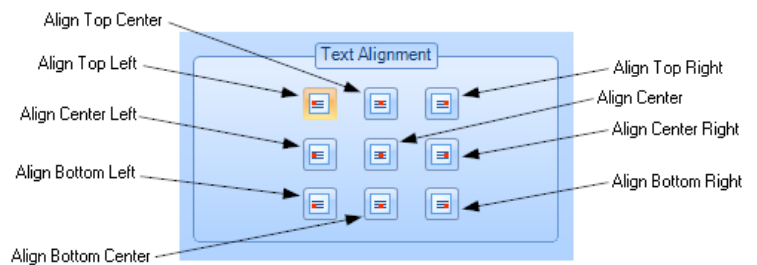 Align Top Center
Text Alignment
Align Top Left
Align Top Right
Align Center
Align Center Left
Align Center Right
Align Bottom Left
Align Bottom Right
Align Bottom Center